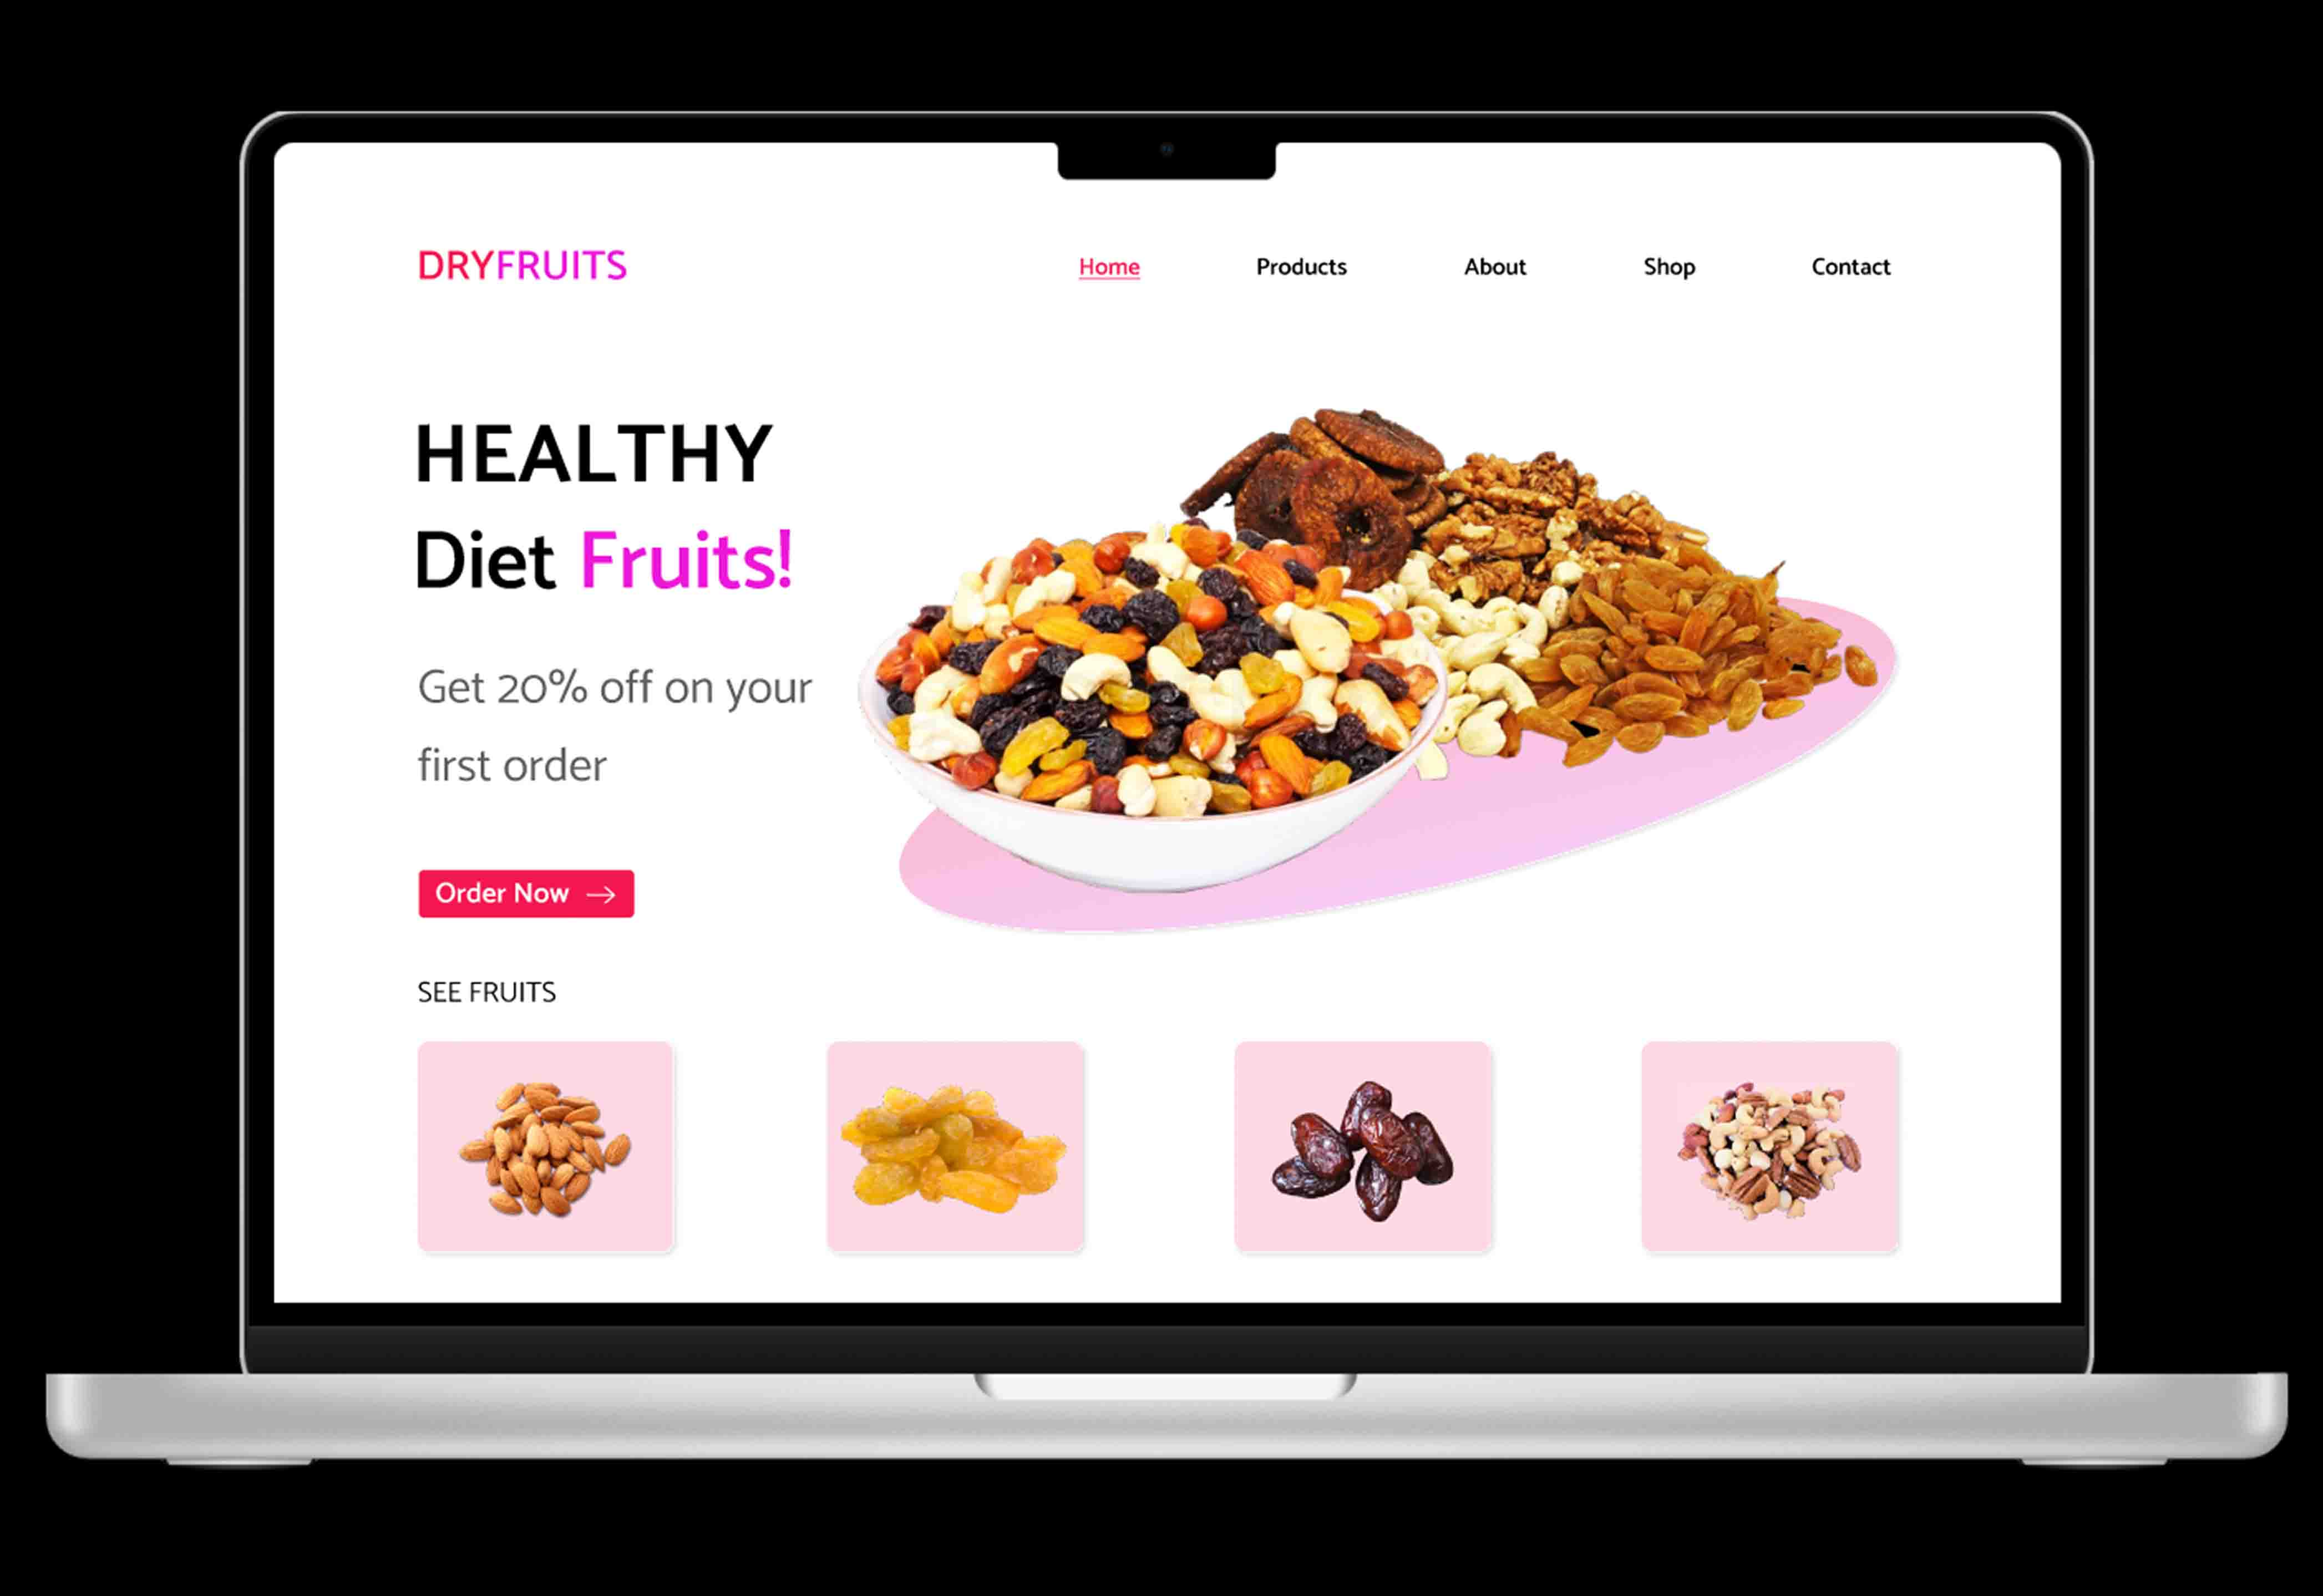 DRYFRUITS
Home Products About Shop Contact
HEALTHY
Diet Fruits!
Get 20% off on your
first order
Order Now →
SEE FRUITS